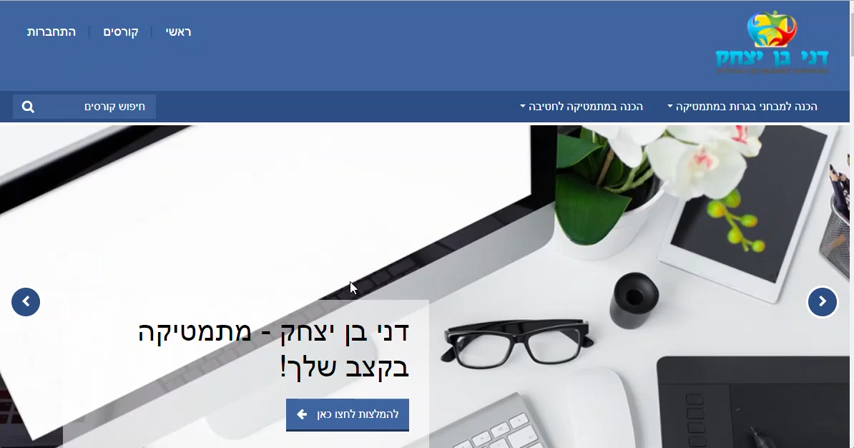 ראשי
קורסים
התחברות
דני בן יצחק
הכנה למבחני בגרות במתמטיקה
הכנה במתמטיקה לחטיבה
חיפוש קורסים
דני בן יצחק - מתמטיקה
בקצב שלך!
להמלצות לחצו כאן